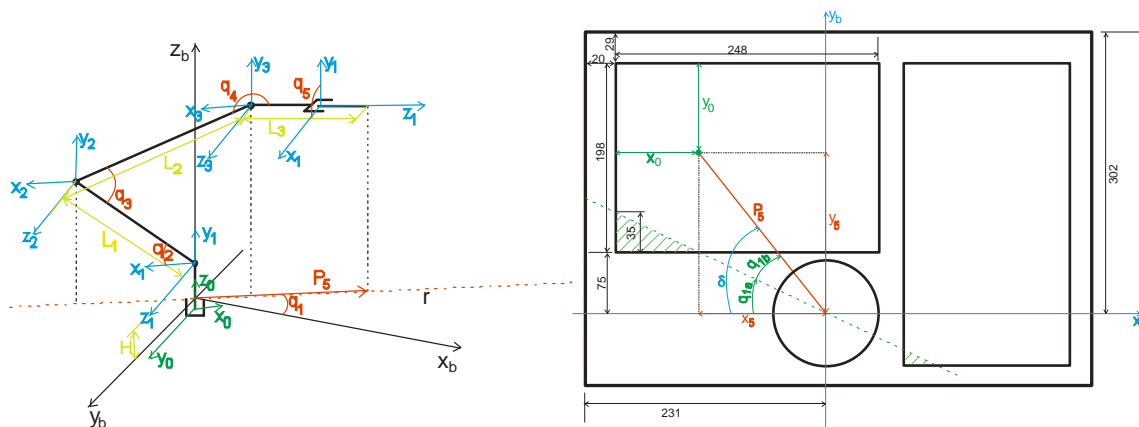 z_b
y_3
y_1
q_4
q_5
x_3
z_1
L_3
y_2
x_1
z_3
L_2
x_2
q_3
z_2
L_1
q_2
y_1
x_1
z_0
P_5
r
z_1
x_0
q_1
H
y_0
x_b
y_b
y_b
29
248
20
y_0
198
x_0
302
P_5
y_5
35
q_1b
δ
q_1a
75
x_5
x
231